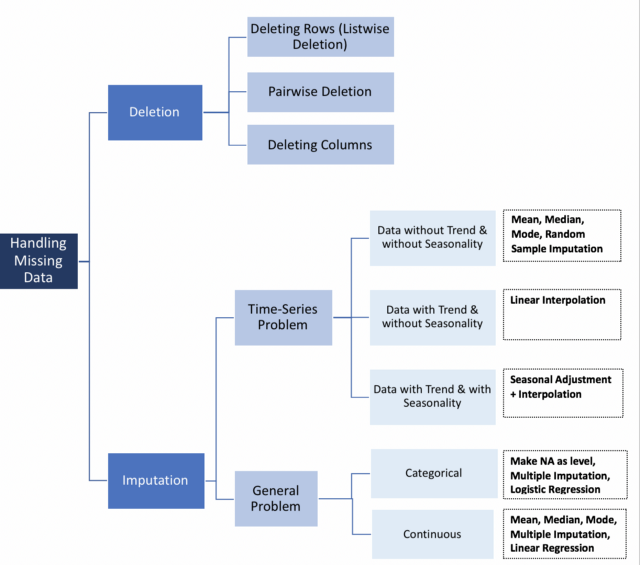 Deleting Rows (Listwise
Deletion)
Deletion
Pairwise Deletion
Deleting Columns
Handling
Missing
Data
Data without Trend &
without Seasonality
Mean, Median,
Mode, Random
Sample Imputation
Time-Series
Problem
Data with Trend &
without Seasonality
Linear Interpolation
Data with Trend & with
Seasonality
Seasonal Adjustment
+ Interpolation
Imputation
General
Problem
Categorical
Make NA as level,
Multiple Imputation,
Logistic Regression
Continuous
Mean, Median, Mode,
Multiple Imputation,
Linear Regression